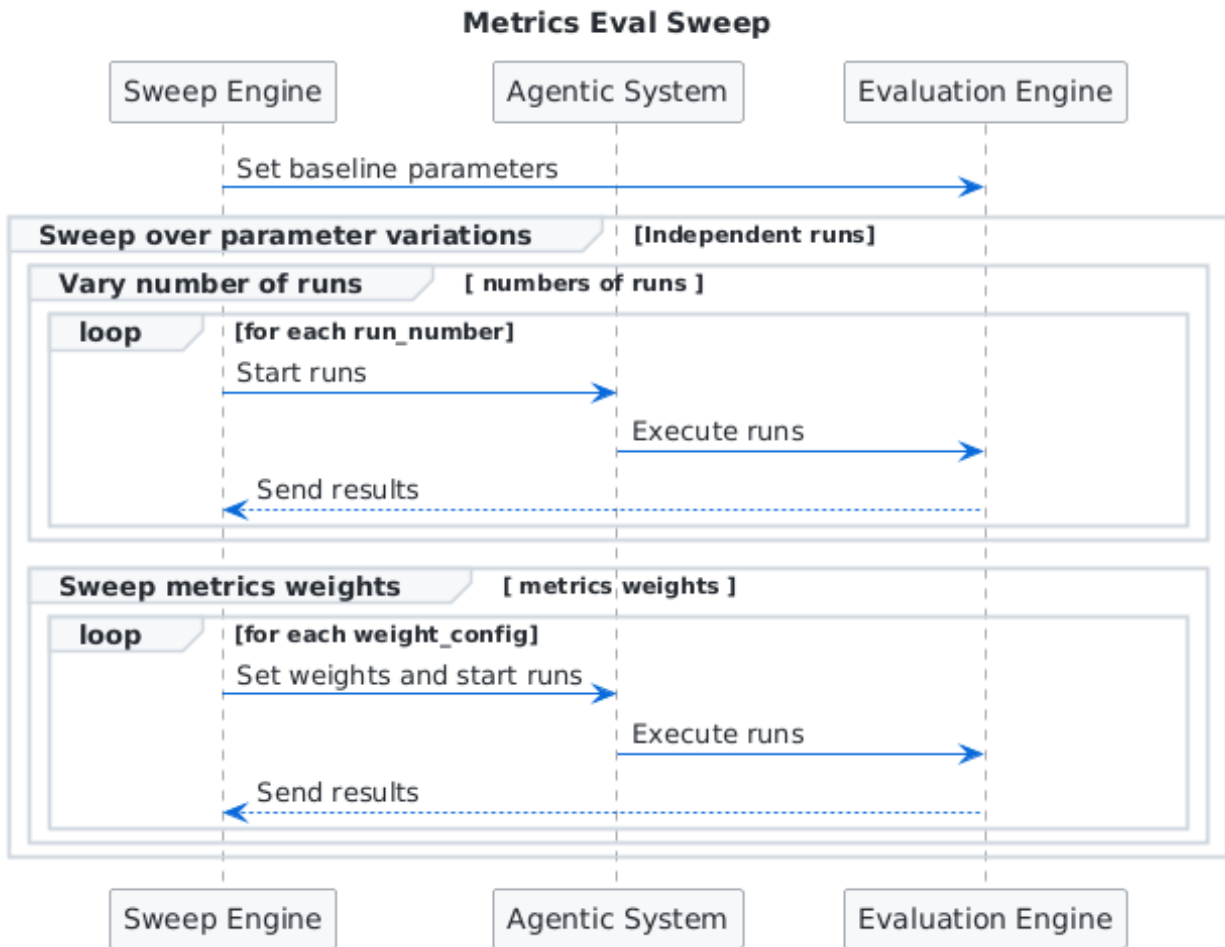 Metrics Eval Sweep
Sweep Engine
Agentic System
Evaluation Engine
Set baseline parameters
Sweep over parameter variations [Independent runs]
Vary number of runs [ numbers of runs ]
loop [for each run_number]
Start runs
Execute runs
Send results
Sweep metrics weights [ metrics weights ]
loop [for each weight_config]
Set weights and start runs
Execute runs
Send results
Sweep Engine
Agentic System
Evaluation Engine